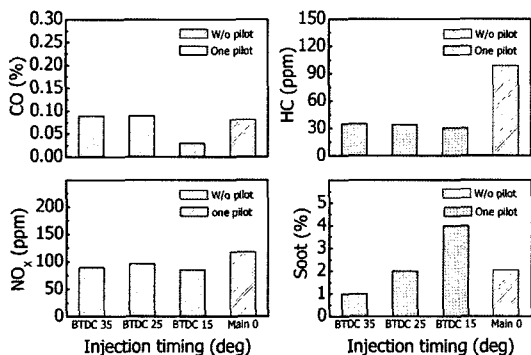 0.30
0.25
0.20
0.15
0.10
0.05
0.00
CO (%)
W/o pilot
One pilot
150
120
90
60
30
0
HC (ppm)
W/o pilot
One pilot
200
150
100
50
0
NOx (ppm)
W/o pilot
one pilot
BTDC 35 BTDC 25 BTDC 15 Main 0
Injection timing (deg)
6
5
4
3
2
1
0
Soot (%)
W/o pilot
One pilot
BTDC 35 BTDC 25 BTDC 15 Main 0
Injection timing (deg)